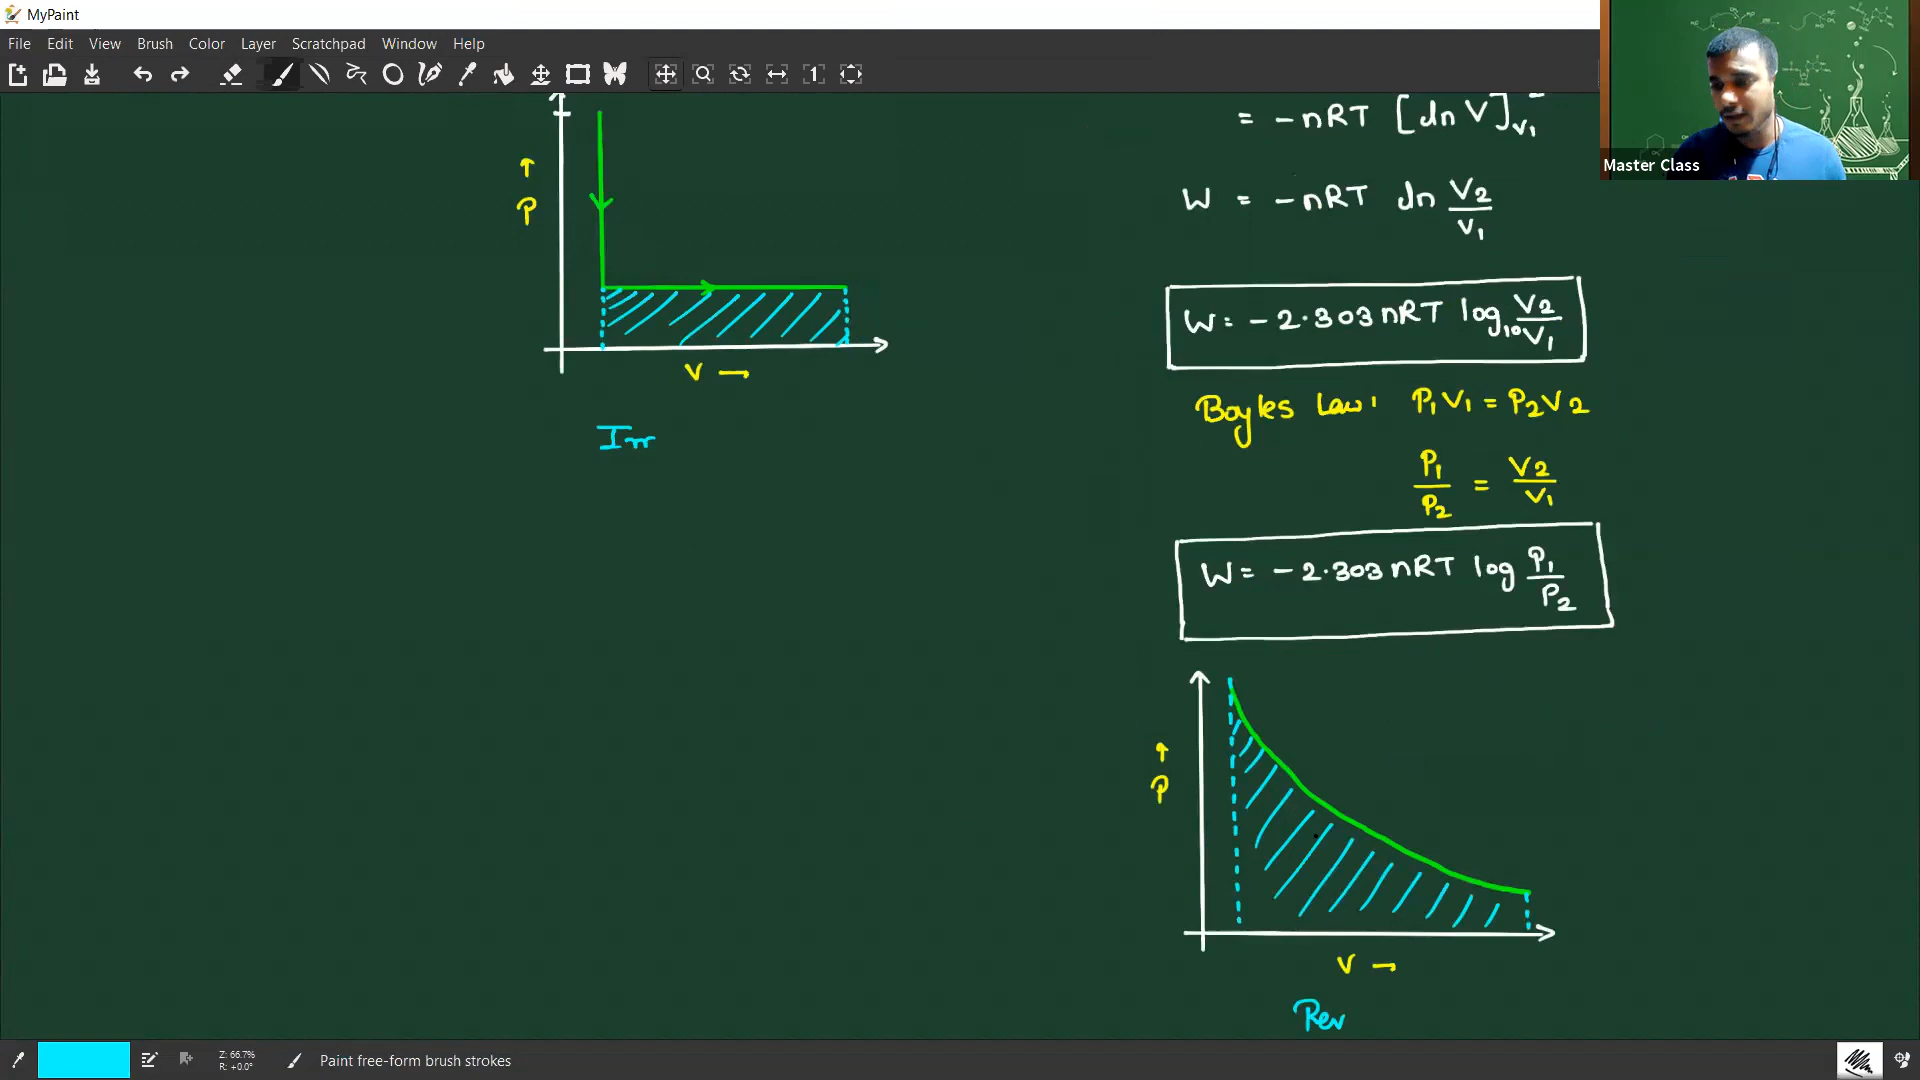 MyPaint
File Edit View Brush Color Layer Scratchpad Window Help
Master Class
↑
P
V →
Irr
= - nRT [ln V]V₁
W = - nRT ln V2/V₁
W = - 2.303 nRT log₁₀ V2/V₁
Boyles Law: P₁V₁ = P₂V₂
P₁/P₂ = V2/V₁
W = - 2.303 nRT log P₁/P₂
↑
P
V →
Rev
Z: 66.7%
R: +0.0°
Paint free-form brush strokes